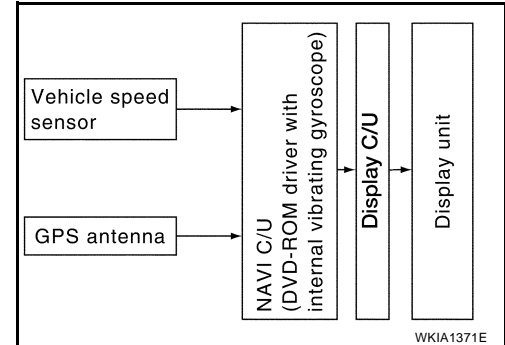 Vehicle speed
sensor
GPS antenna
NAVI C/U
(DVD-ROM driver with
internal vibrating gyroscope)
Display C/U
Display unit
WKIA1371E